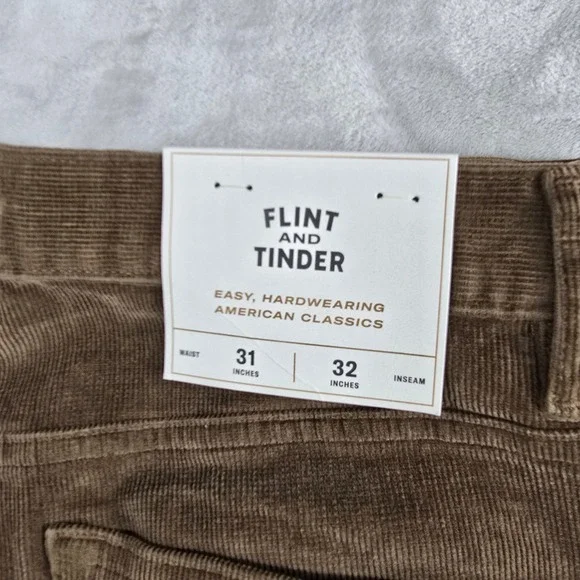 FLINT
AND
TINDER
EASY, HARDWEARING
AMERICAN CLASSICS
WAIST 31 32 INSEAM
INCHES INCHES